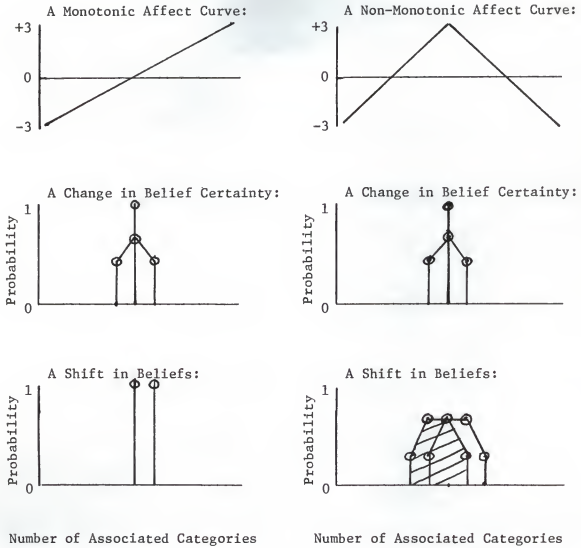 A Monotonic Affect Curve:
+3
0
-3
A Non-Monotonic Affect Curve:
+3
0
-3
A Change in Belief Certainty:
1
Probability
0
A Change in Belief Certainty:
1
Probability
0
A Shift in Beliefs:
1
Probability
0
A Shift in Beliefs:
1
Probability
0
Number of Associated Categories
Number of Associated Categories